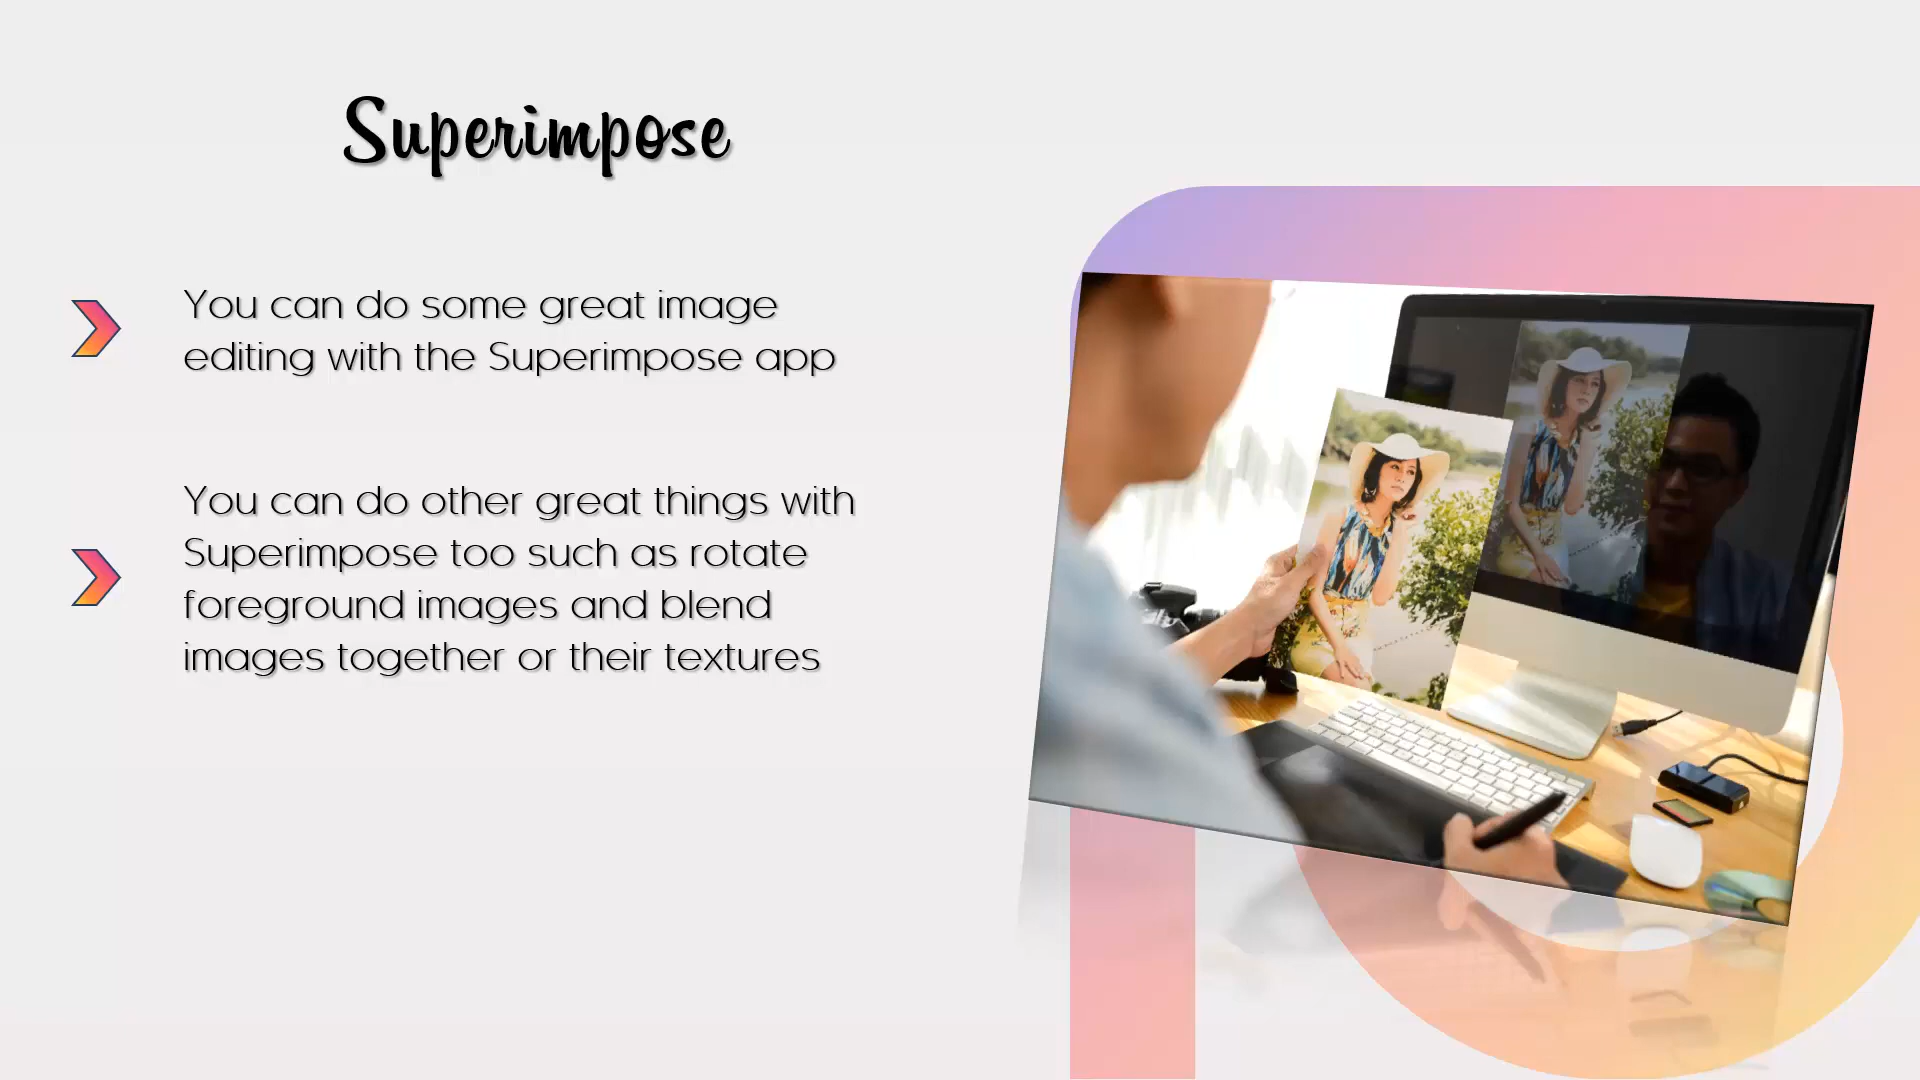 Superimpose
You can do some great image
editing with the Superimpose app
You can do other great things with
Superimpose too such as rotate
foreground images and blend
images together or their textures